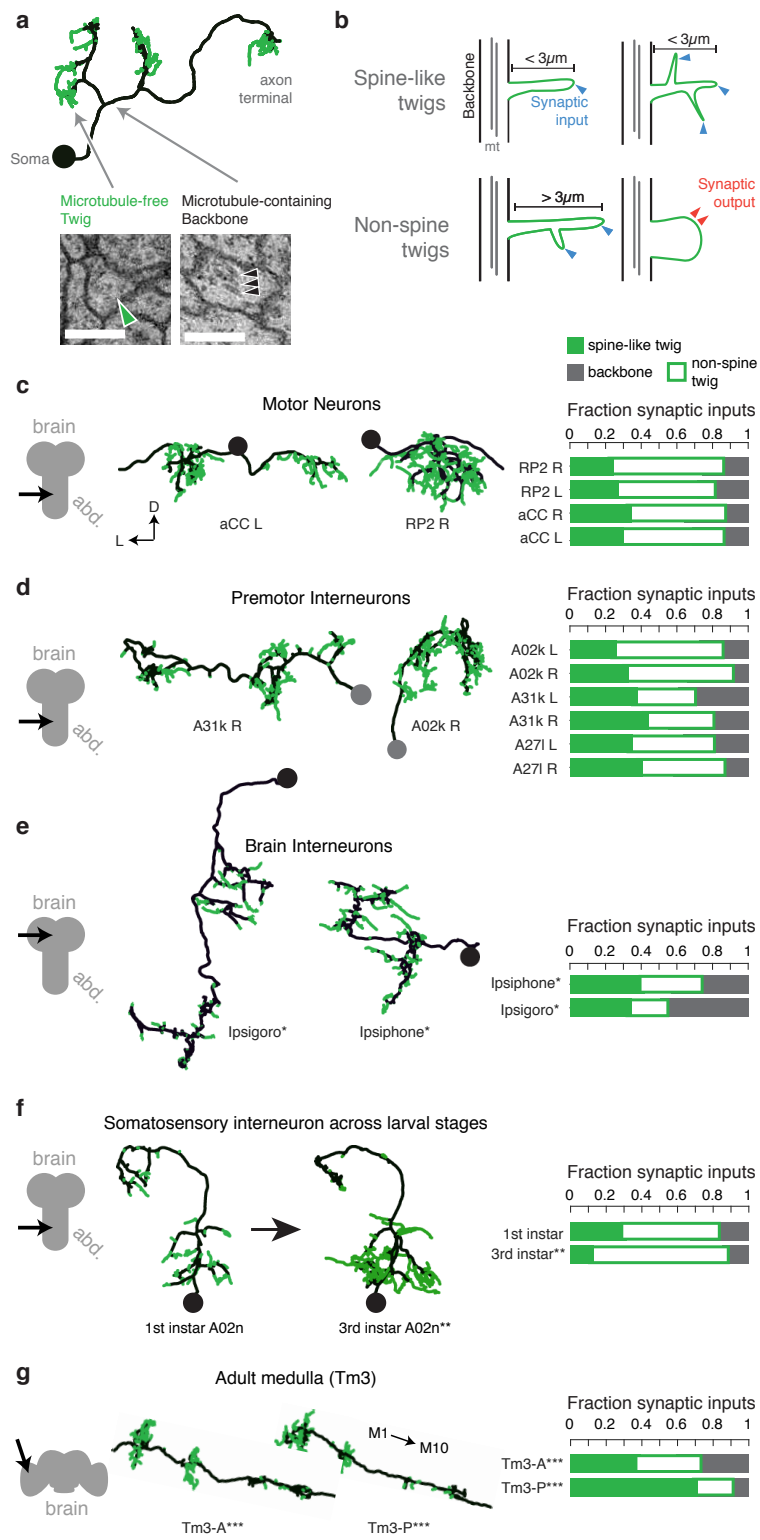 a
axon
terminal
Soma
Microtubule-free
Twig
Microtubule-containing
Backbone
b
Spine-like
twigs
Backbone
mt
< 3µm
Synaptic
input
< 3µm
Non-spine
twigs
> 3µm
Synaptic
output
spine-like twig
backbone
non-spine
twig
c
Motor Neurons
brain
abd.
D
L
aCC L
RP2 R
Fraction synaptic inputs
0 0.2 0.4 0.6 0.8 1
RP2 R
RP2 L
aCC R
aCC L
d
Premotor Interneurons
brain
abd.
A31k R
A02k R
Fraction synaptic inputs
0 0.2 0.4 0.6 0.8 1
A02k L
A02k R
A31k L
A31k R
A27l L
A27l R
e
Brain Interneurons
brain
abd.
Ipsigoro*
Ipsiphone*
Fraction synaptic inputs
0 0.2 0.4 0.6 0.8 1
Ipsiphone*
Ipsigoro*
f
Somatosensory interneuron across larval stages
brain
abd.
1st instar A02n
3rd instar A02n**
Fraction synaptic inputs
0 0.2 0.4 0.6 0.8 1
1st instar
3rd instar**
g
Adult medulla (Tm3)
brain
M1
M10
Tm3-A***
Tm3-P***
Fraction synaptic inputs
0 0.2 0.4 0.6 0.8 1
Tm3-A***
Tm3-P***